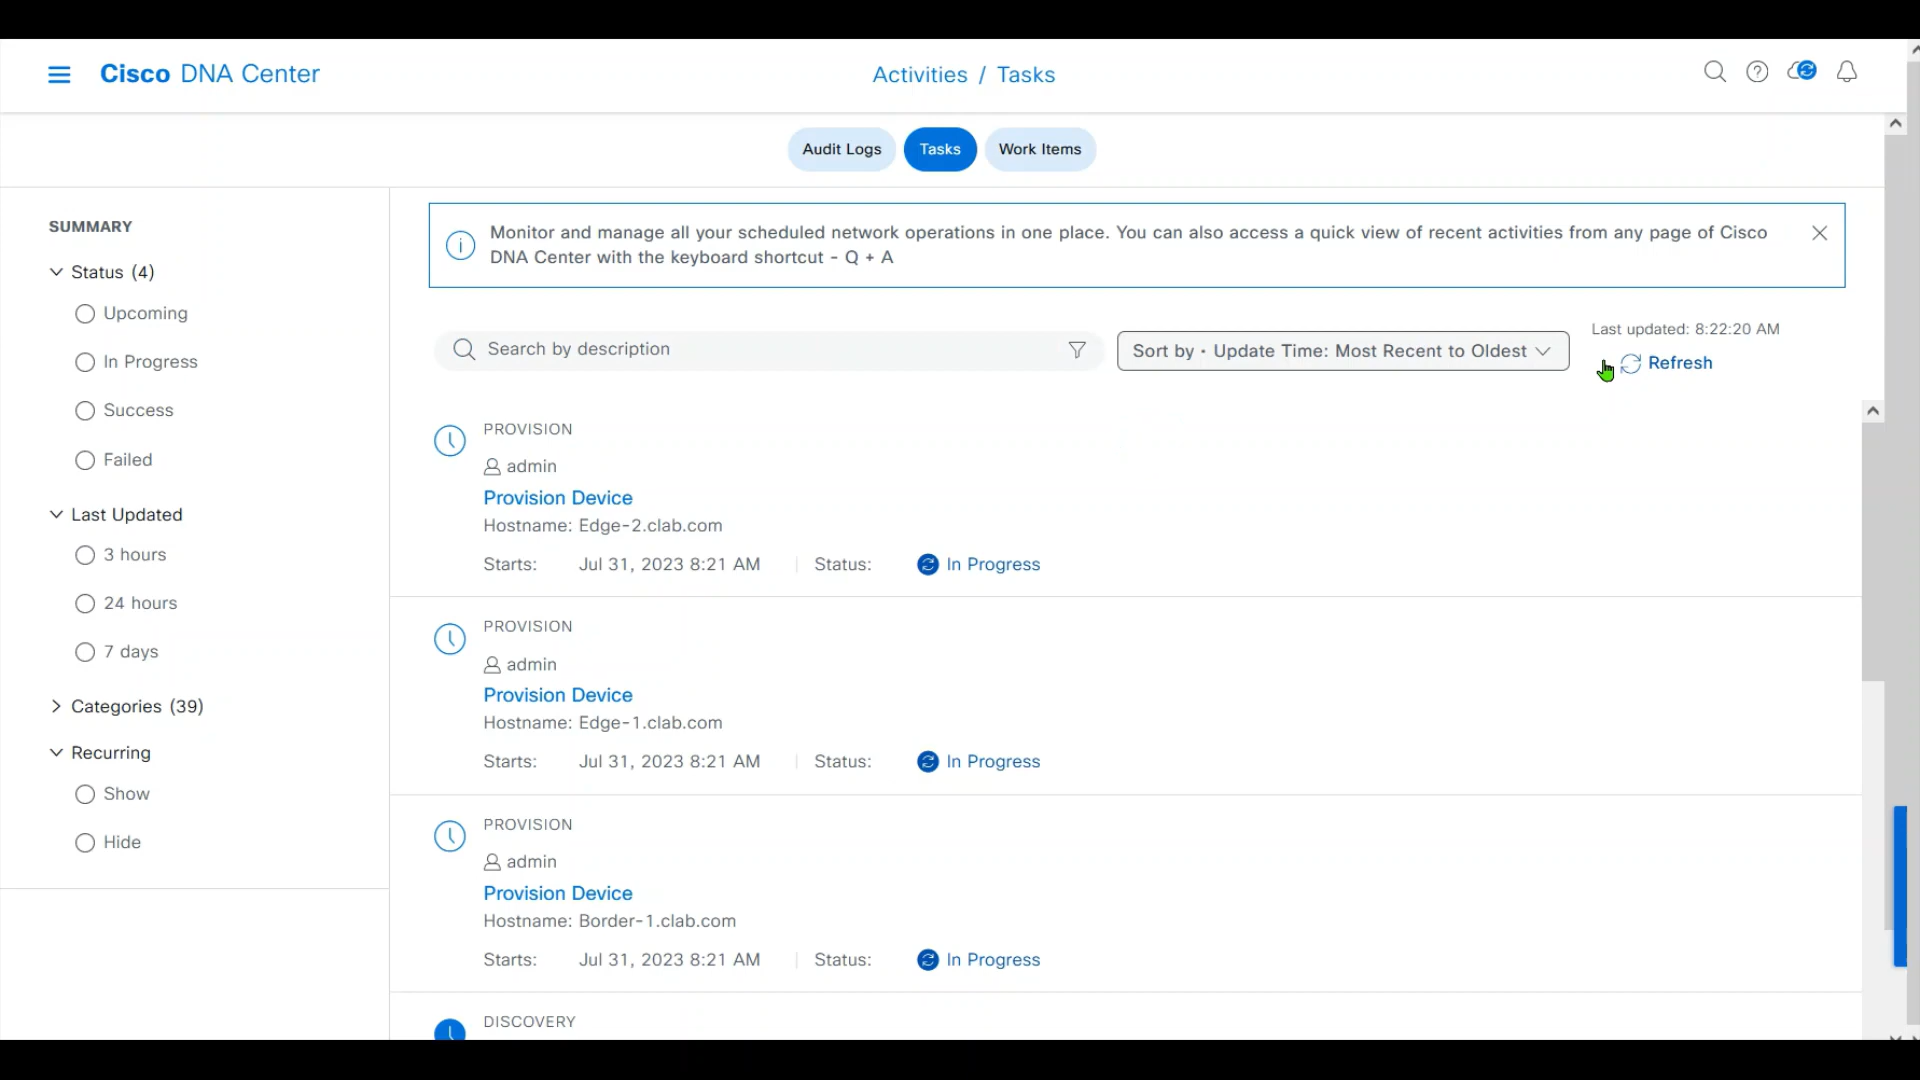 Cisco DNA Center
Activities / Tasks
Audit Logs
Tasks
Work Items
SUMMARY
Status (4)
Upcoming
In Progress
Success
Failed
Last Updated
3 hours
24 hours
7 days
Categories (39)
Recurring
Show
Hide
Monitor and manage all your scheduled network operations in one place. You can also access a quick view of recent activities from any page of Cisco
DNA Center with the keyboard shortcut - Q + A
Search by description
Sort by • Update Time: Most Recent to Oldest
Last updated: 8:22:20 AM
Refresh
PROVISION
admin
Provision Device
Hostname: Edge-2.clab.com
Starts: Jul 31, 2023 8:21 AM | Status: In Progress
PROVISION
admin
Provision Device
Hostname: Edge-1.clab.com
Starts: Jul 31, 2023 8:21 AM | Status: In Progress
PROVISION
admin
Provision Device
Hostname: Border-1.clab.com
Starts: Jul 31, 2023 8:21 AM | Status: In Progress
DISCOVERY